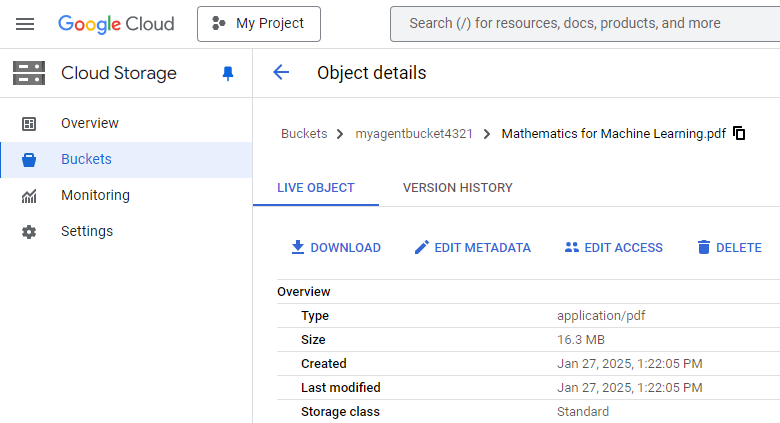 Google Cloud
My Project
Search (/) for resources, docs, products, and more
Cloud Storage
Object details
Overview
Buckets
Monitoring
Settings
Buckets myagentbucket4321 Mathematics for Machine Learning.pdf
LIVE OBJECT VERSION HISTORY
DOWNLOAD EDIT METADATA EDIT ACCESS DELETE
Overview
Type application/pdf
Size 16.3 MB
Created Jan 27, 2025, 1:22:05 PM
Last modified Jan 27, 2025, 1:22:05 PM
Storage class Standard